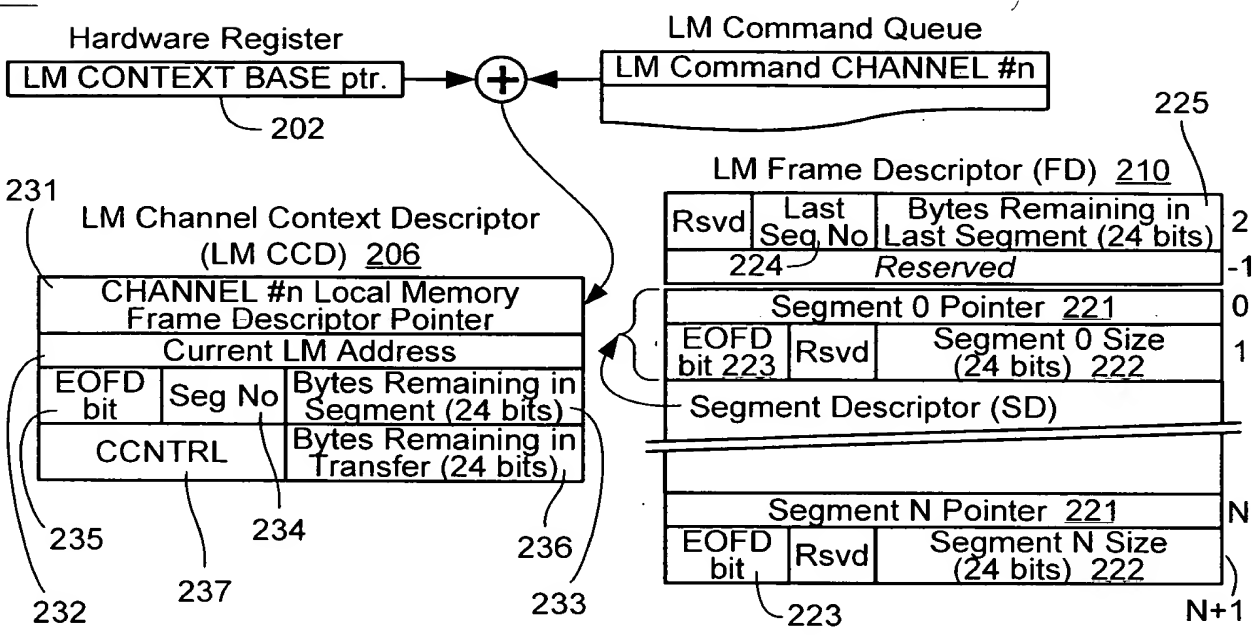 Hardware Register
LM CONTEXT BASE ptr.
202
+
LM Command Queue
LM Command CHANNEL #n
225
LM Frame Descriptor (FD) 210
Rsvd
Last
Seg No
224
Bytes Remaining in
Last Segment (24 bits)
2
Reserved
-1
Segment 0 Pointer 221
0
EOFD
bit 223
Rsvd
Segment 0 Size
(24 bits) 222
1
Segment Descriptor (SD)
Segment N Pointer 221
N
EOFD
bit
Rsvd
Segment N Size
(24 bits) 222
N+1
223
231
LM Channel Context Descriptor
(LM CCD) 206
CHANNEL #n Local Memory
Frame Descriptor Pointer
Current LM Address
EOFD
bit
Seg No
Bytes Remaining in
Segment (24 bits)
CCNTRL
Bytes Remaining in
Transfer (24 bits)
235
234
236
232
237
233